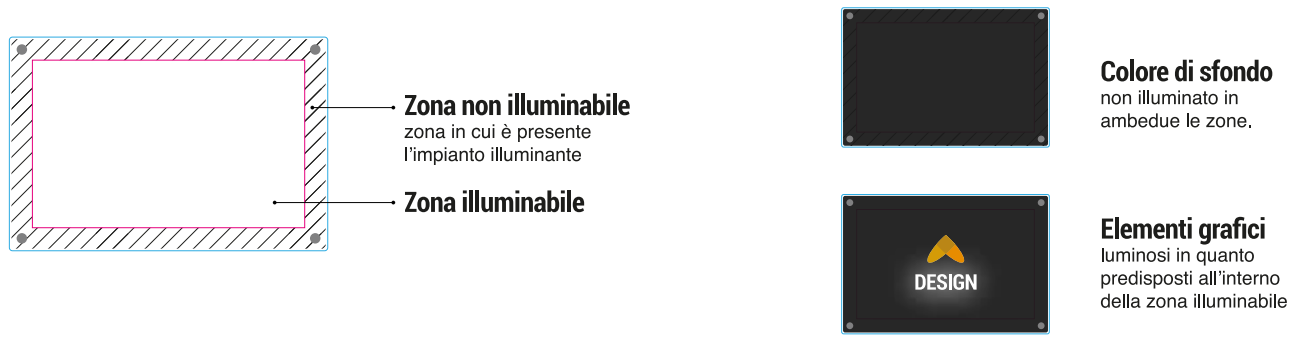 Zona non illuminabile
zona in cui è presente
l'impianto illuminante
Zona illuminabile
Colore di sfondo
non illuminato in
ambedue le zone.
DESIGN
Elementi grafici
luminosi in quanto
predisposti all'interno
della zona illuminabile